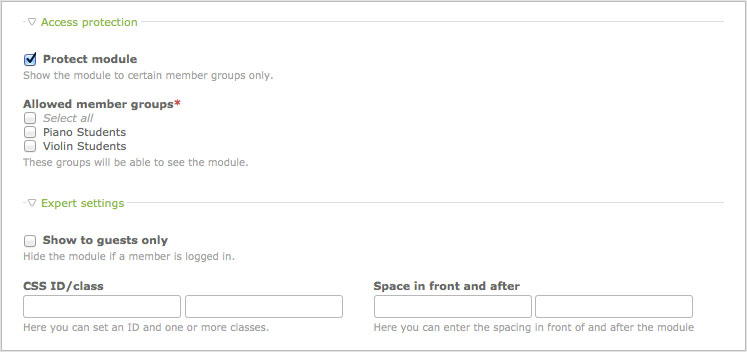 Access protection
Protect module
Show the module to certain member groups only.
Allowed member groups*
Select all
Piano Students
Violin Students
These groups will be able to see the module.
Expert settings
Show to guests only
Hide the module if a member is logged in.
CSS ID/class
Space in front and after
Here you can set an ID and one or more classes.
Here you can enter the spacing in front of and after the module